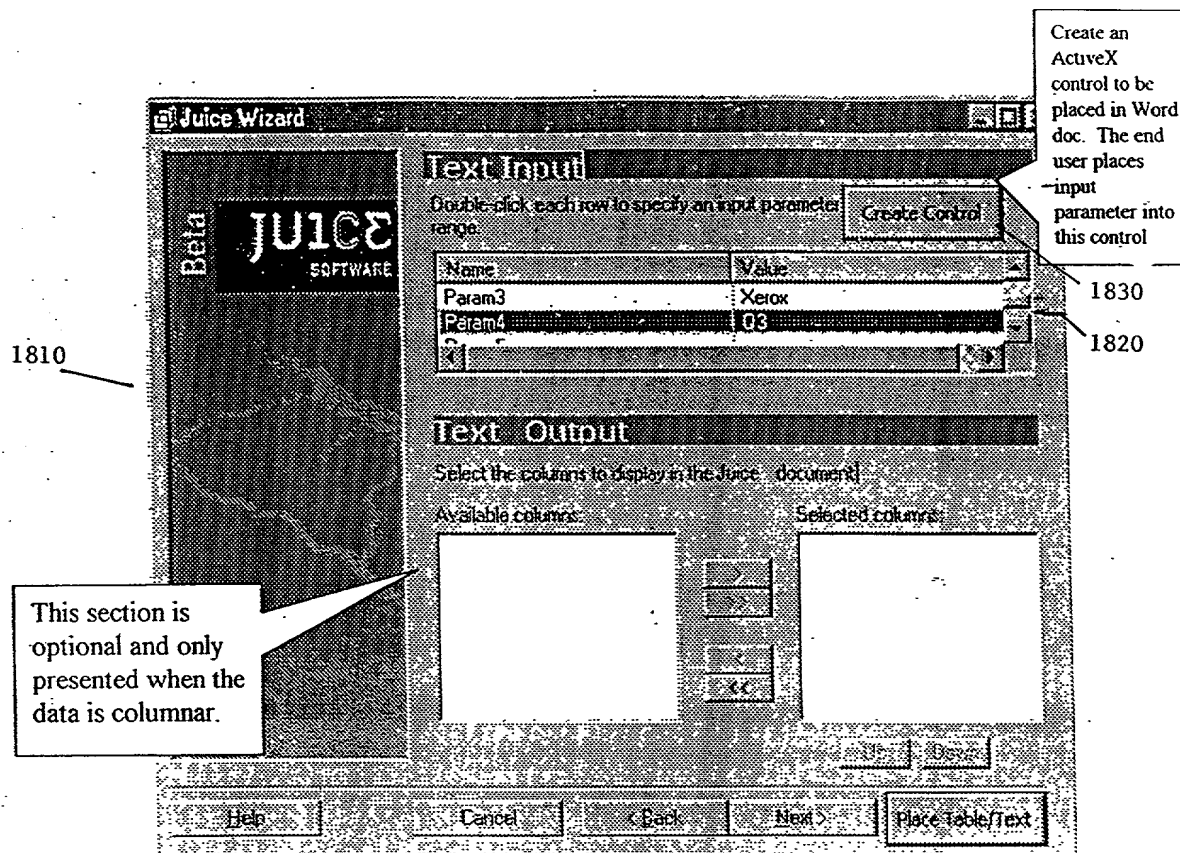 Create an
ActiveX
control to be
placed in Word
doc. The end
user places
input
parameter into
this control
Juice Wizard
Text Input
Double-click each row to specify an input parameter
range.
Create Control
Beta
JU1CE
SOFTWARE
Name Value
Param3 Xerox
Param4 Q3
1830
1820
1810
Text Output
Select the columns to display in the Juice document
Available columns:
Selected columns:
>
>>
<
<<
This section is
optional and only
presented when the
data is columnar.
Up Down
Help Cancel < Back Next > Place Table/Text